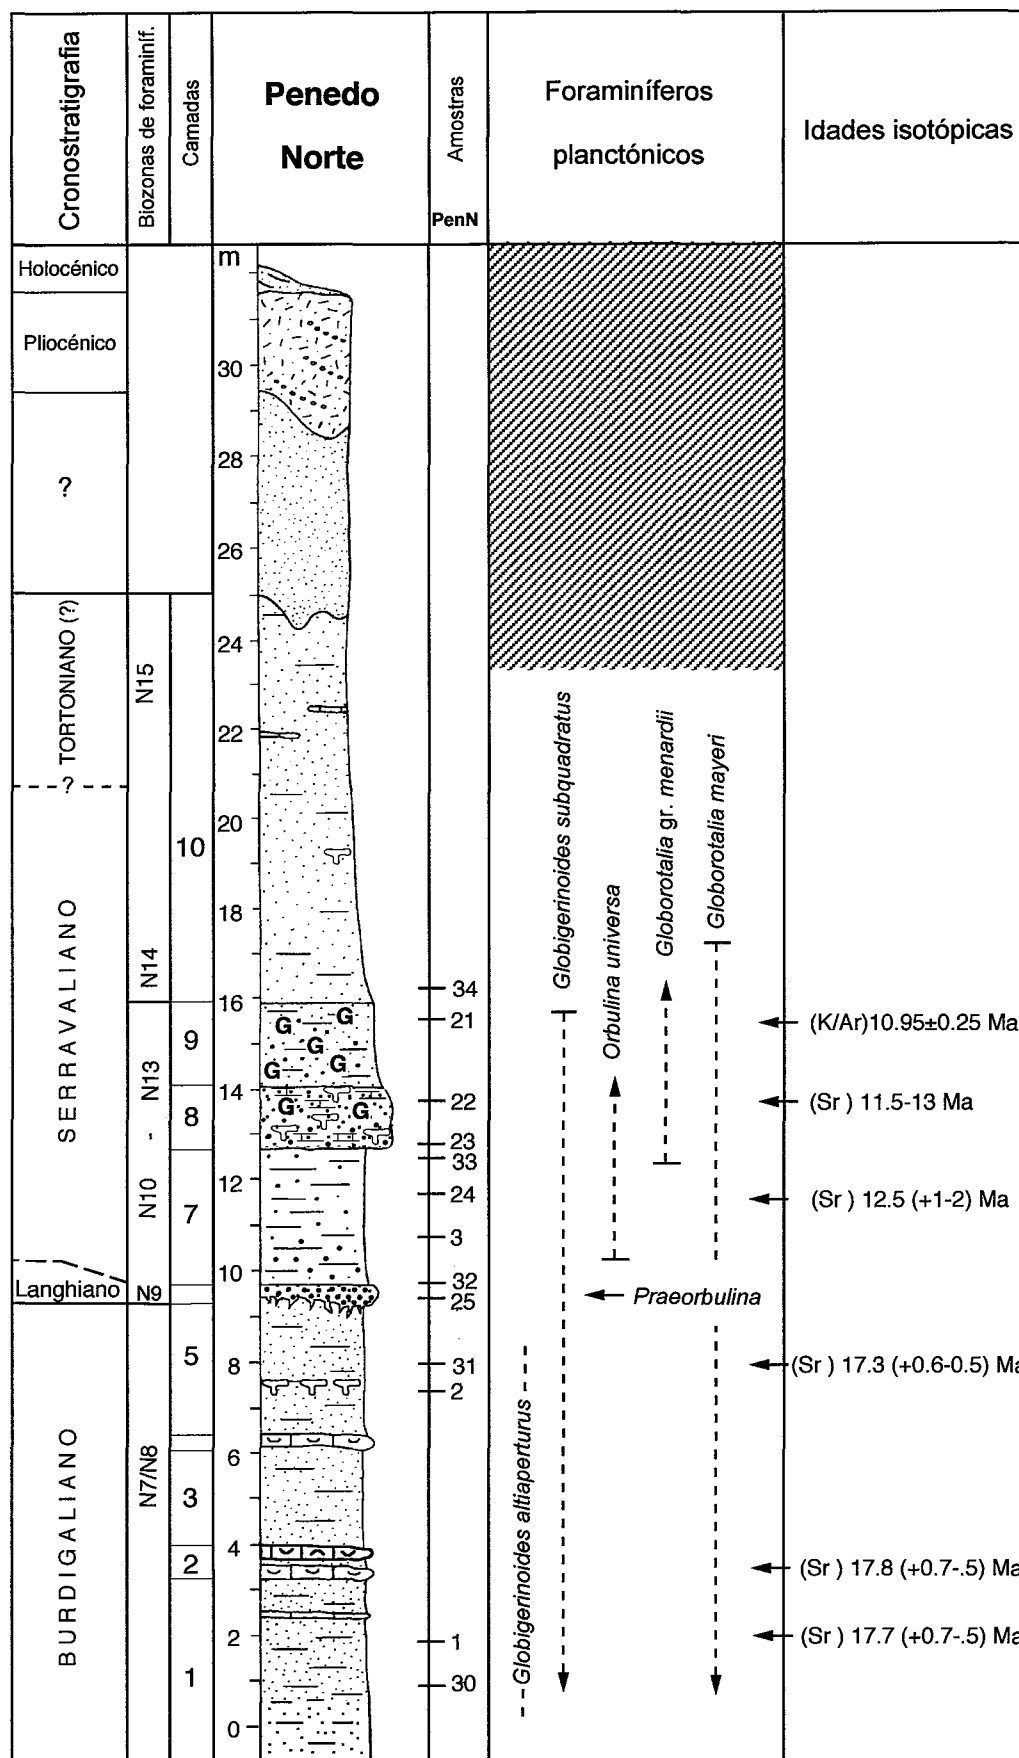 Cronostratigrafia
Biozonas de foraminíf.
Camadas
Penedo
Norte
Amostras
PenN
Foraminíferos
planctónicos
Idades isotópicas
m
Holocénico
Pliocénico
?
TORTONIANO (?)
?
SERRAVALIANO
Langhiano
BURDIGALIANO
N15
N14
N10 - N13
N9
N7/N8
10
9
8
7
5
3
2
1
30
28
26
24
22
20
18
16
14
12
10
8
6
4
2
0
G
G
G
G
G
G
G
34
21
22
23
33
24
3
32
25
31
2
1
30
Globigerinoides subquadratus
Orbulina universa
Globorotalia gr. menardii
Globorotalia mayeri
Praeorbulina
Globigerinoides altiaperturus
(K/Ar)10.95±0.25 Ma
(Sr ) 11.5-13 Ma
(Sr ) 12.5 (+1-2) Ma
(Sr ) 17.3 (+0.6-0.5) Ma
(Sr ) 17.8 (+0.7-.5) Ma
(Sr ) 17.7 (+0.7-.5) Ma